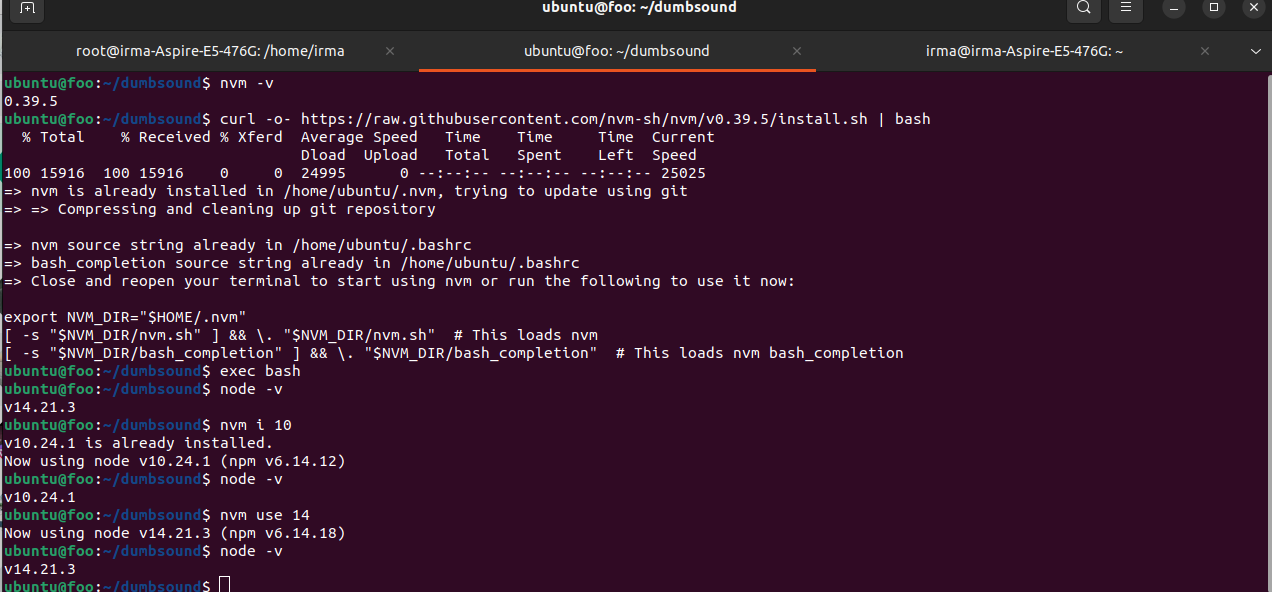 ubuntu@foo: ~/dumbsound
root@irma-Aspire-E5-476G: /home/irma
ubuntu@foo: ~/dumbsound
irma@irma-Aspire-E5-476G: ~
ubuntu@foo:~/dumbsound$ nvm -v
0.39.5
ubuntu@foo:~/dumbsound$ curl -o- https://raw.githubusercontent.com/nvm-sh/nvm/v0.39.5/install.sh | bash
  % Total    % Received % Xferd  Average Speed   Time    Time     Time  Current
                                 Dload  Upload   Total   Spent    Left  Speed
100 15916  100 15916    0     0  24995      0 --:--:-- --:--:-- --:--:-- 25025
=> nvm is already installed in /home/ubuntu/.nvm, trying to update using git
=> => Compressing and cleaning up git repository
=> nvm source string already in /home/ubuntu/.bashrc
=> bash_completion source string already in /home/ubuntu/.bashrc
=> Close and reopen your terminal to start using nvm or run the following to use it now:
export NVM_DIR="$HOME/.nvm"
[ -s "$NVM_DIR/nvm.sh" ] && \. "$NVM_DIR/nvm.sh"  # This loads nvm
[ -s "$NVM_DIR/bash_completion" ] && \. "$NVM_DIR/bash_completion"  # This loads nvm bash_completion
ubuntu@foo:~/dumbsound$ exec bash
ubuntu@foo:~/dumbsound$ node -v
v14.21.3
ubuntu@foo:~/dumbsound$ nvm i 10
v10.24.1 is already installed.
Now using node v10.24.1 (npm v6.14.12)
ubuntu@foo:~/dumbsound$ node -v
v10.24.1
ubuntu@foo:~/dumbsound$ nvm use 14
Now using node v14.21.3 (npm v6.14.18)
ubuntu@foo:~/dumbsound$ node -v
v14.21.3
ubuntu@foo:~/dumbsound$